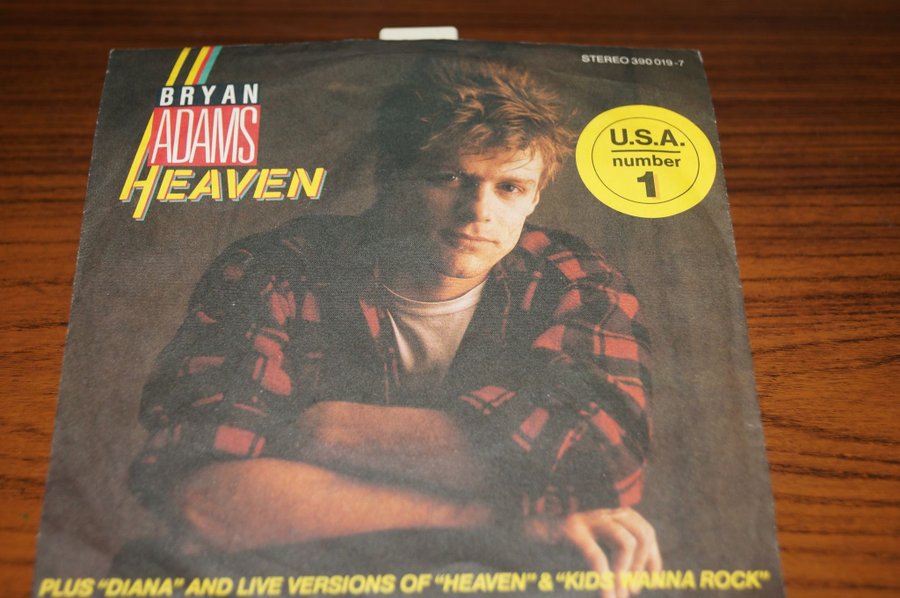 STEREO 390 019-7
BRYAN
ADAMS
HEAVEN
U.S.A.
number
1
PLUS "DIANA" AND LIVE VERSIONS OF "HEAVEN" & "KIDS WANNA ROCK"